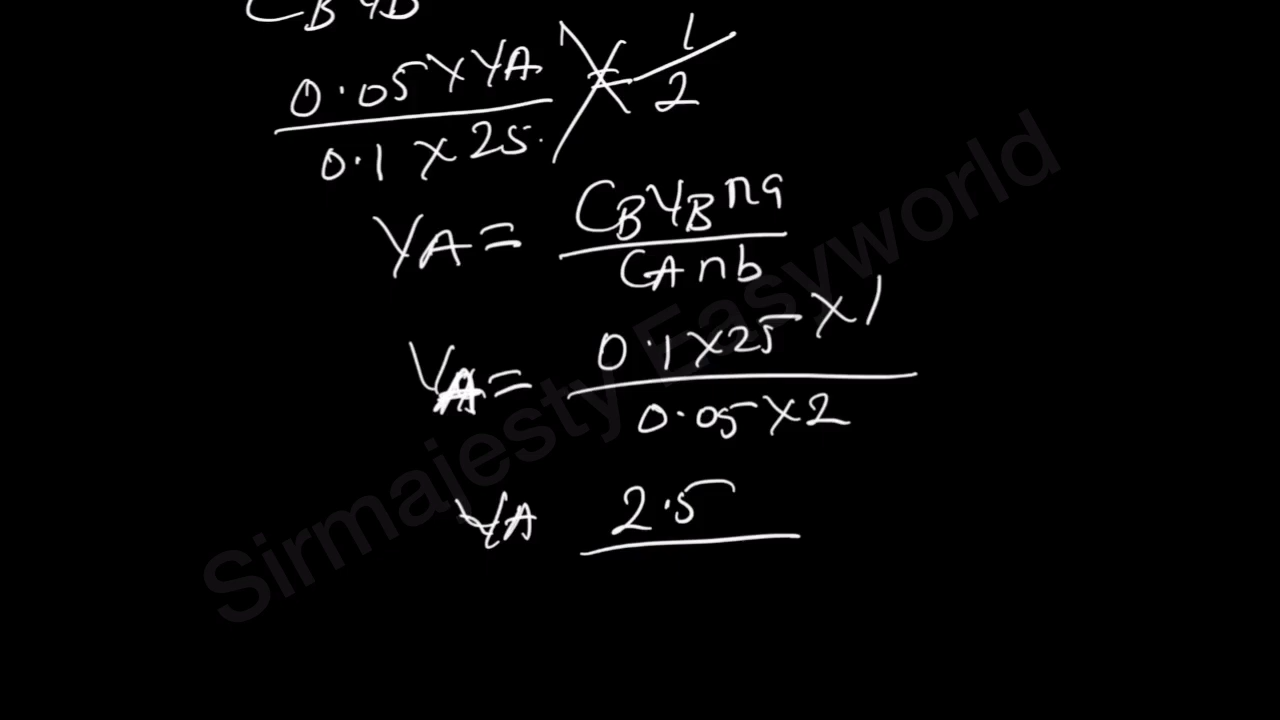 CBVB
0.05 X VA / 0.1 X 25. = 1/2
VA = CBVBna / CAnb
VA = 0.1 X 25 X 1 / 0.05 X 2
VA 2.5
Sirmajesty Easyworld